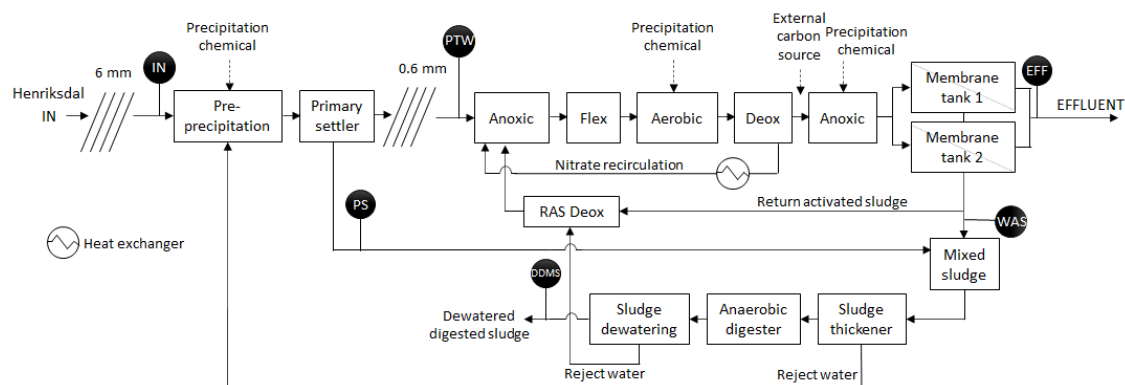 Henriksdal
IN
6 mm
IN
Precipitation
chemical
Pre-
precipitation
Primary
settler
0.6 mm
PTW
Anoxic
Flex
Precipitation
chemical
Aerobic
Deox
External
carbon
source
Precipitation
chemical
Anoxic
Membrane
tank 1
Membrane
tank 2
EFF
EFFLUENT
Nitrate recirculation
RAS Deox
Return activated sludge
WAS
PS
Heat exchanger
Mixed
sludge
DDMS
Dewatered
digested sludge
Sludge
dewatering
Anaerobic
digester
Sludge
thickener
Reject water
Reject water